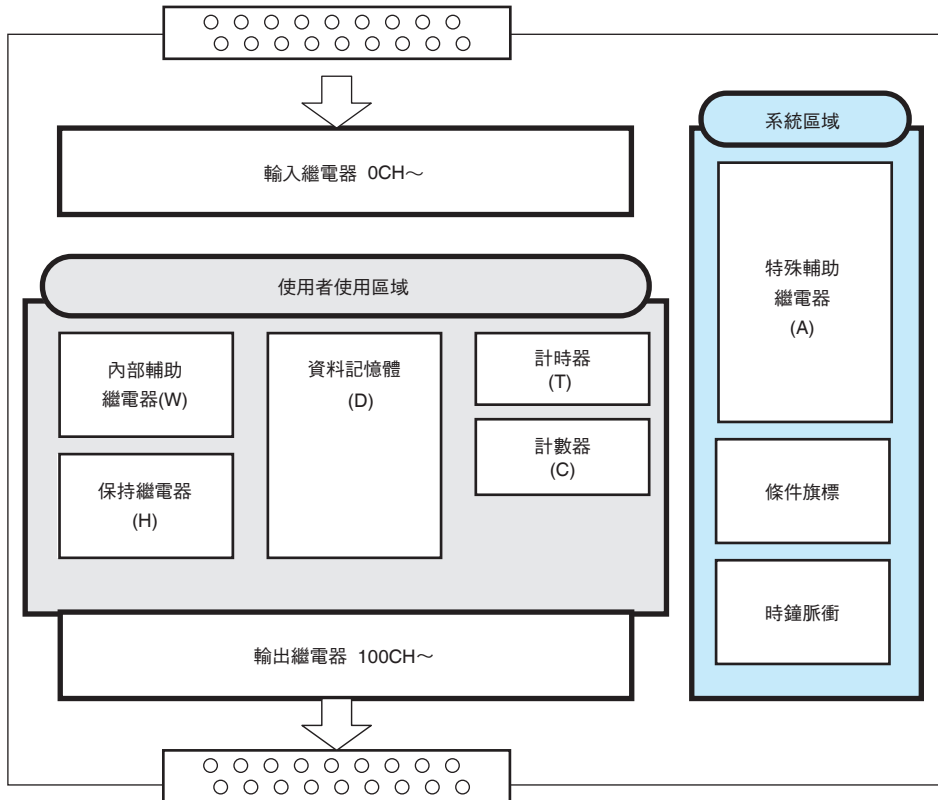 輸入繼電器 0CH～
使用者使用區域
內部輔助
繼電器(W)
保持繼電器
(H)
資料記憶體
(D)
計時器
(T)
計數器
(C)
輸出繼電器 100CH～
系統區域
特殊輔助
繼電器
(A)
條件旗標
時鐘脈衝